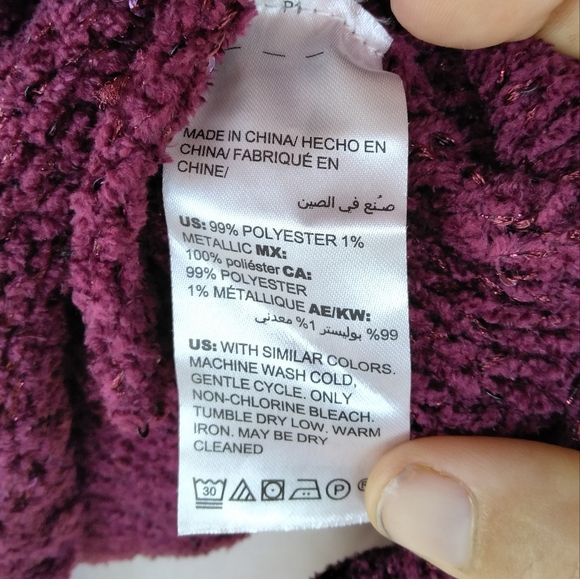 P1
MADE IN CHINA/ HECHO EN
CHINA/ FABRIQUÉ EN
CHINE/
صُنع في الصين
US: 99% POLYESTER 1%
METALLIC MX:
100% poliéster CA:
99% POLYESTER
1% MÉTALLIQUE AE/KW:
99% بوليستر 1% معدني
US: WITH SIMILAR COLORS.
MACHINE WASH COLD,
GENTLE CYCLE. ONLY
NON-CHLORINE BLEACH.
TUMBLE DRY LOW. WARM
IRON. MAY BE DRY
CLEANED
30 P